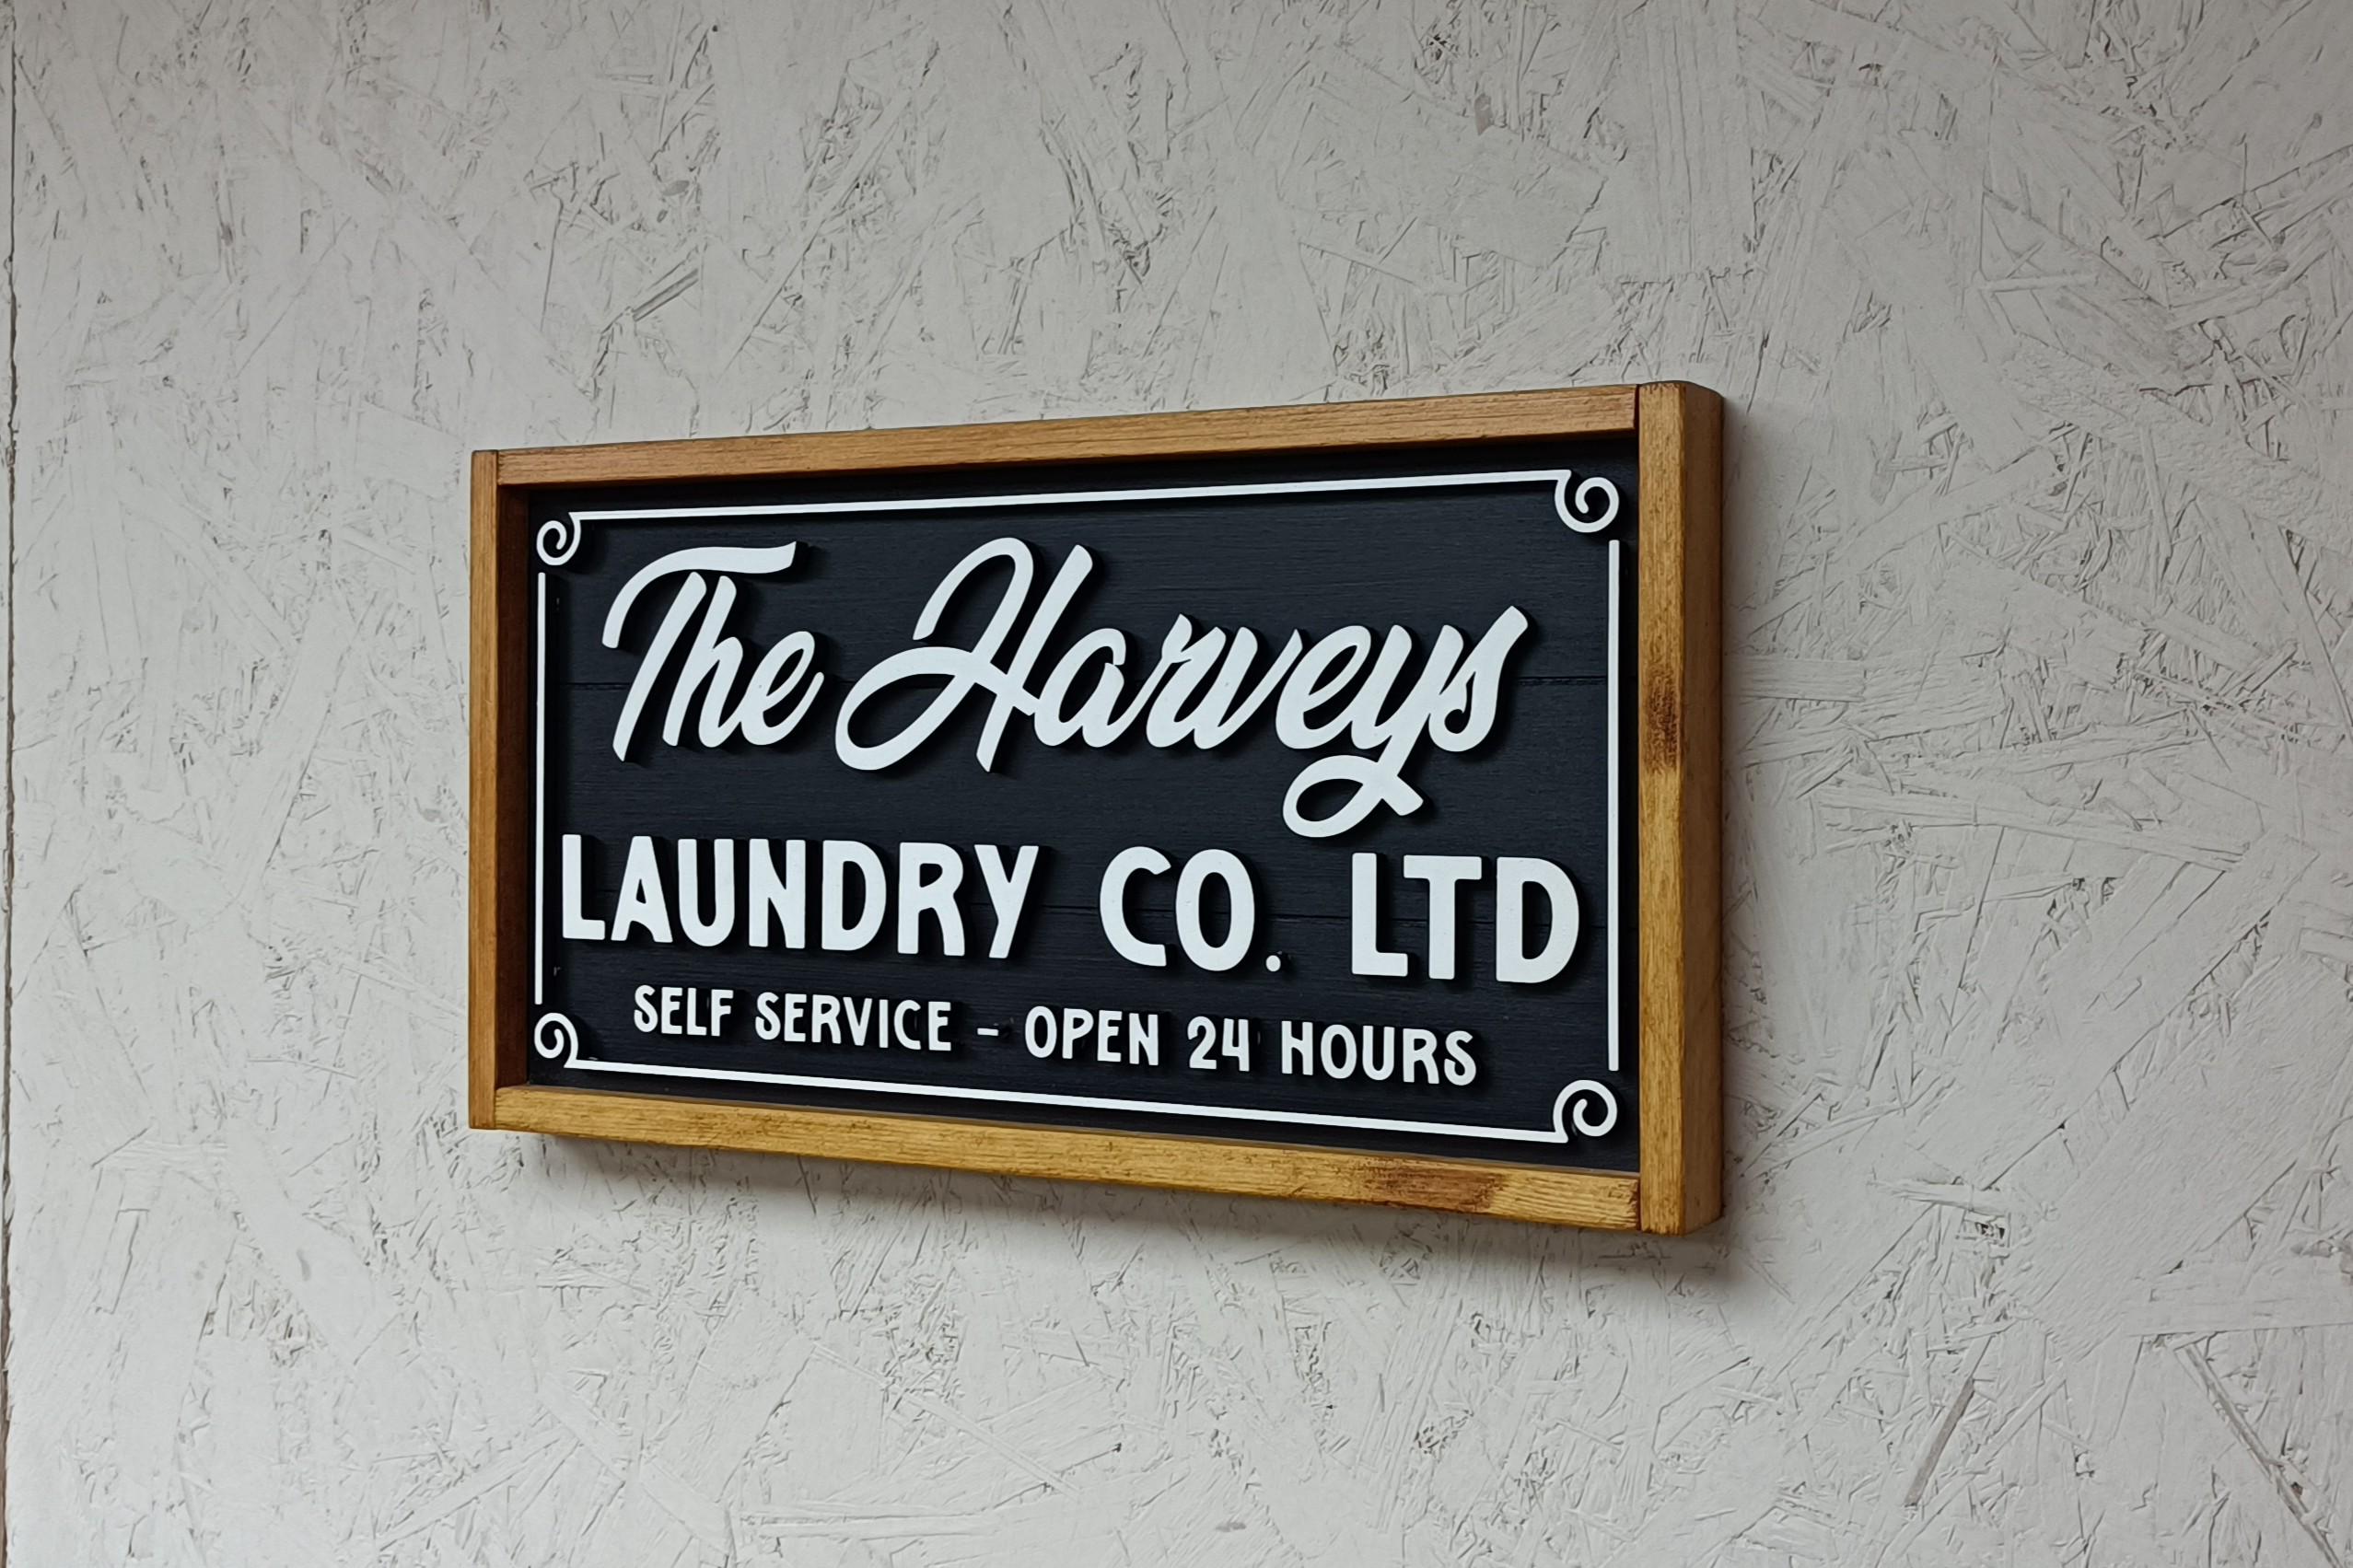 The Harveys
LAUNDRY CO. LTD
SELF SERVICE - OPEN 24 HOURS